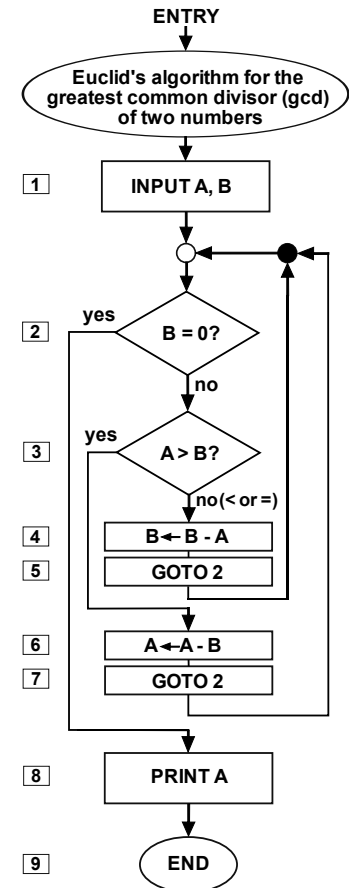 ENTRY
Euclid's algorithm for the
greatest common divisor (gcd)
of two numbers
1
INPUT A, B
yes
2
B = 0?
no
yes
3
A > B?
no(< or =)
4
B ← B - A
5
GOTO 2
6
A ← A - B
7
GOTO 2
8
PRINT A
9
END